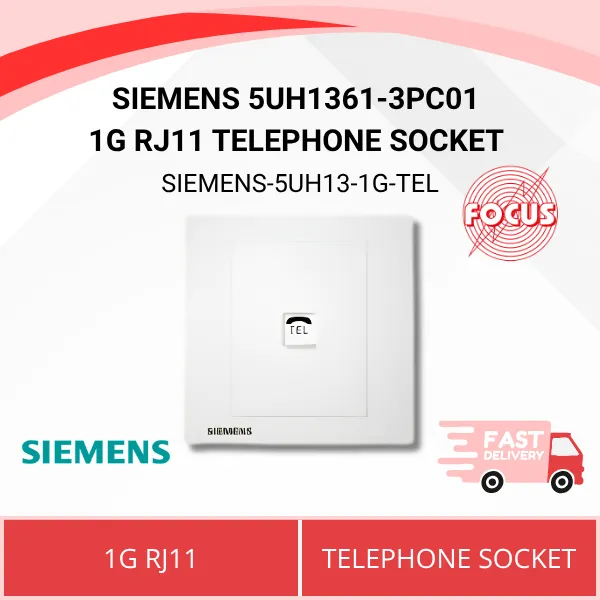 SIEMENS 5UH1361-3PC01
1G RJ11 TELEPHONE SOCKET
SIEMENS-5UH13-1G-TEL
FOCUS
TEL
SIEMENS
SIEMENS
FAST
DELIVERY
1G RJ11
TELEPHONE SOCKET